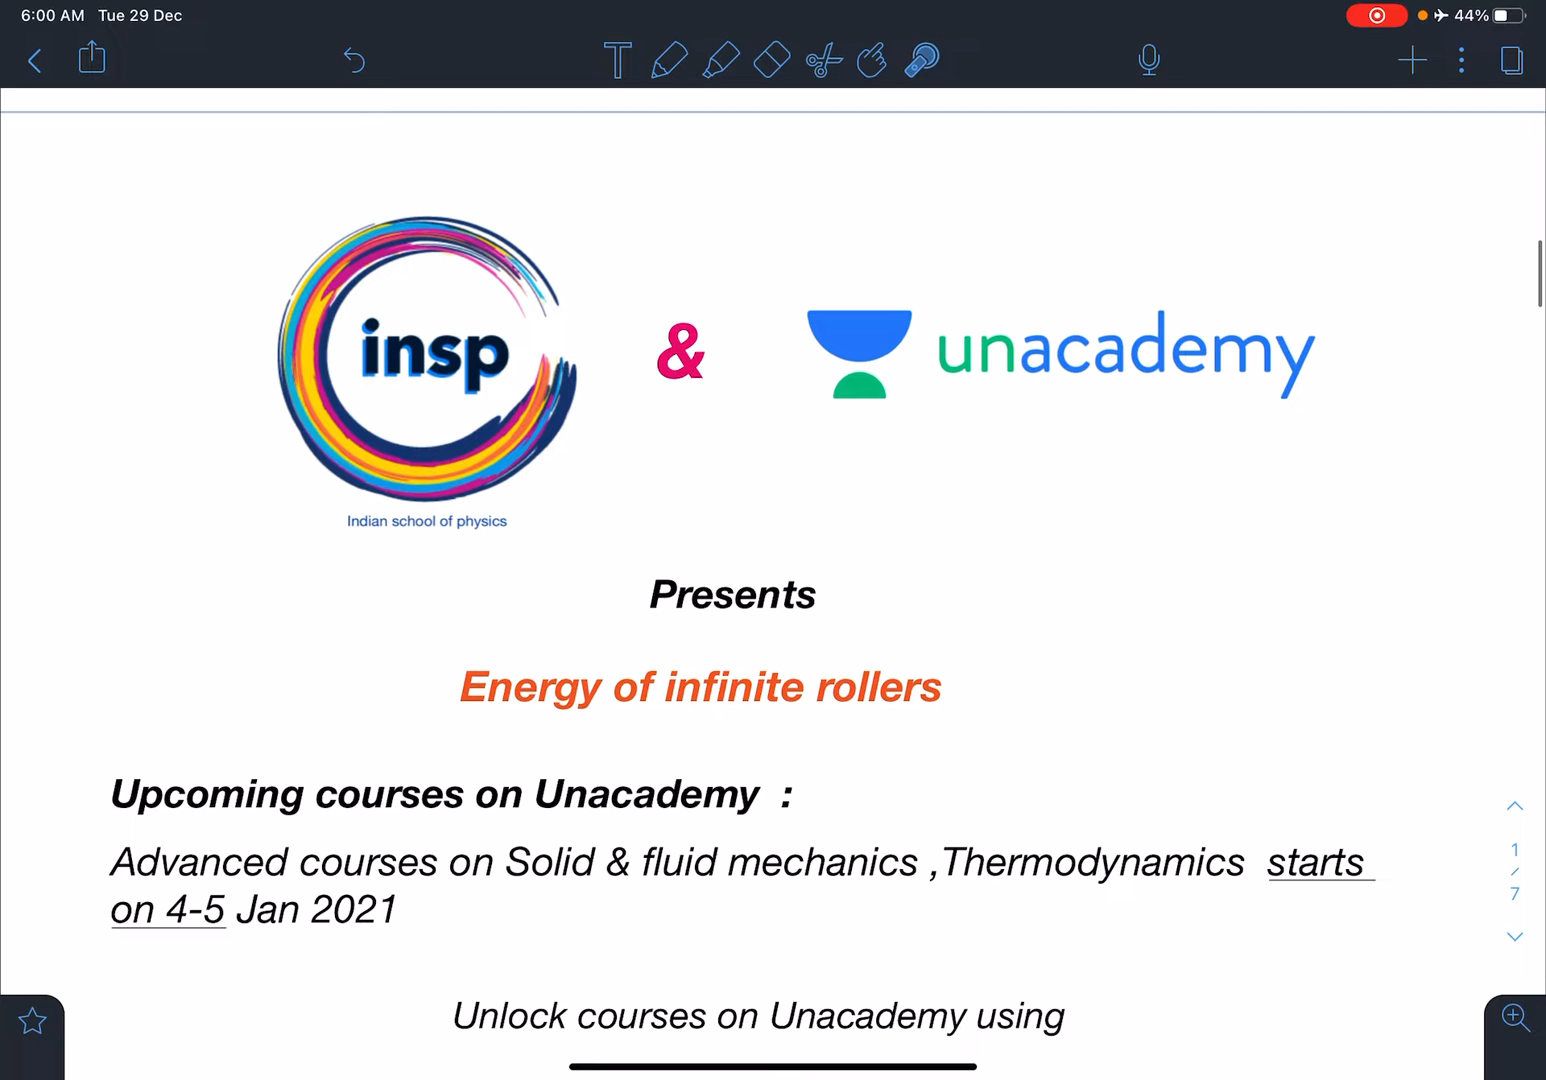 6:00 AM Tue 29 Dec
44%
insp
&
unacademy
Indian school of physics
Presents
Energy of infinite rollers
Upcoming courses on Unacademy :
Advanced courses on Solid & fluid mechanics ,Thermodynamics starts
on 4-5 Jan 2021
1
/
7
Unlock courses on Unacademy using